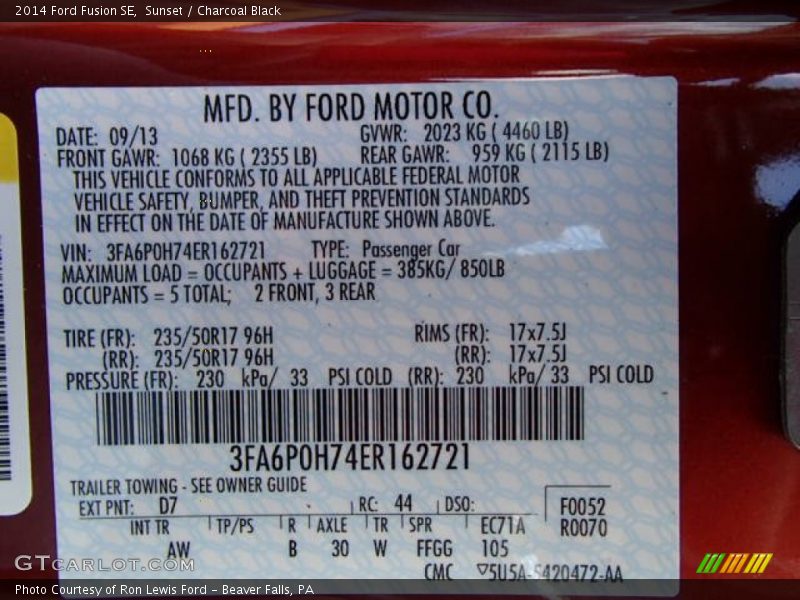 2014 Ford Fusion SE, Sunset / Charcoal Black
MFD. BY FORD MOTOR CO.
DATE: 09/13 GVWR: 2023 KG ( 4460 LB)
FRONT GAWR: 1068 KG ( 2355 LB) REAR GAWR: 959 KG ( 2115 LB)
THIS VEHICLE CONFORMS TO ALL APPLICABLE FEDERAL MOTOR
VEHICLE SAFETY, BUMPER, AND THEFT PREVENTION STANDARDS
IN EFFECT ON THE DATE OF MANUFACTURE SHOWN ABOVE.
VIN: 3FA6P0H74ER162721 TYPE: Passenger Car
MAXIMUM LOAD = OCCUPANTS + LUGGAGE = 385KG/ 850LB
OCCUPANTS = 5 TOTAL; 2 FRONT, 3 REAR
TIRE (FR): 235/50R17 96H RIMS (FR): 17x7.5J
(RR): 235/50R17 96H (RR): 17x7.5J
PRESSURE (FR): 230 kPa/ 33 PSI COLD (RR): 230 kPa/ 33 PSI COLD
3FA6P0H74ER162721
TRAILER TOWING - SEE OWNER GUIDE
EXT PNT: D7 RC: 44 DSO: F0052
INT TR TP/PS R AXLE TR SPR EC71A R0070
AW B 30 W FFGG 105
CMC 5U5A-5420472-AA
GTCARLOT.COM
Photo Courtesy of Ron Lewis Ford - Beaver Falls, PA